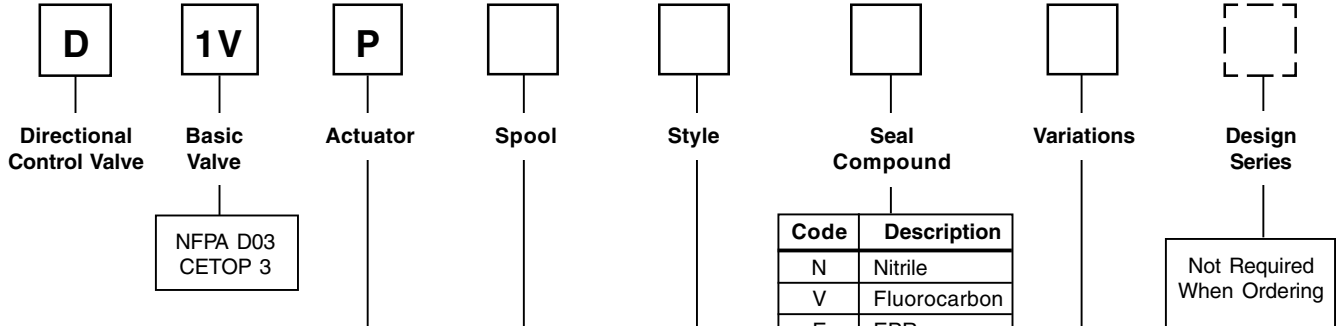 D 1V P
Directional Control Valve
Basic Valve
Actuator
Spool
Style
Seal Compound
Variations
Design Series
NFPA D03
CETOP 3
Code Description
N Nitrile
V Fluorocarbon
Not Required
When Ordering